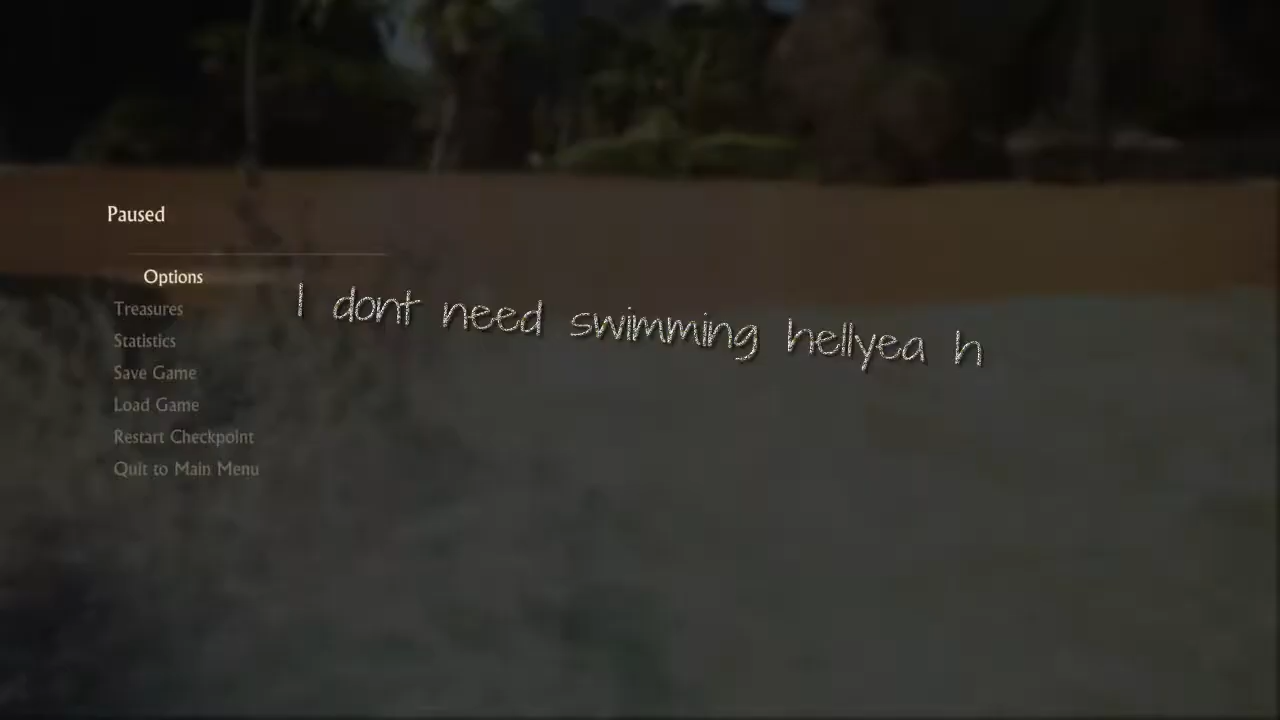 Paused
Options
I dont need swimming hellyea h
Treasures
Statistics
Save Game
Load Game
Restart Checkpoint
Quit to Main Menu